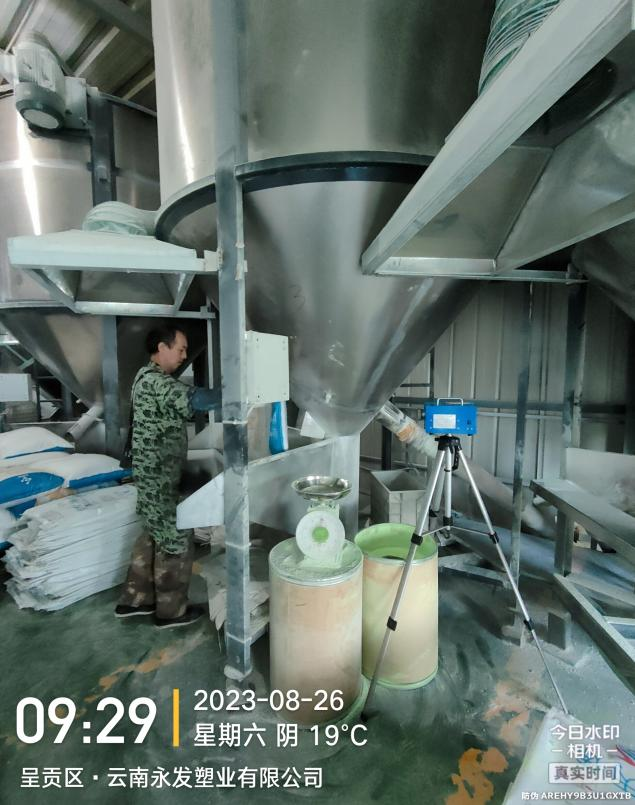 09:29
2023-08-26
星期六 阴 19°C
呈贡区·云南永发塑业有限公司
今日水印
-相机-
真实时间
防伪 AREHY9B3U1GXTB